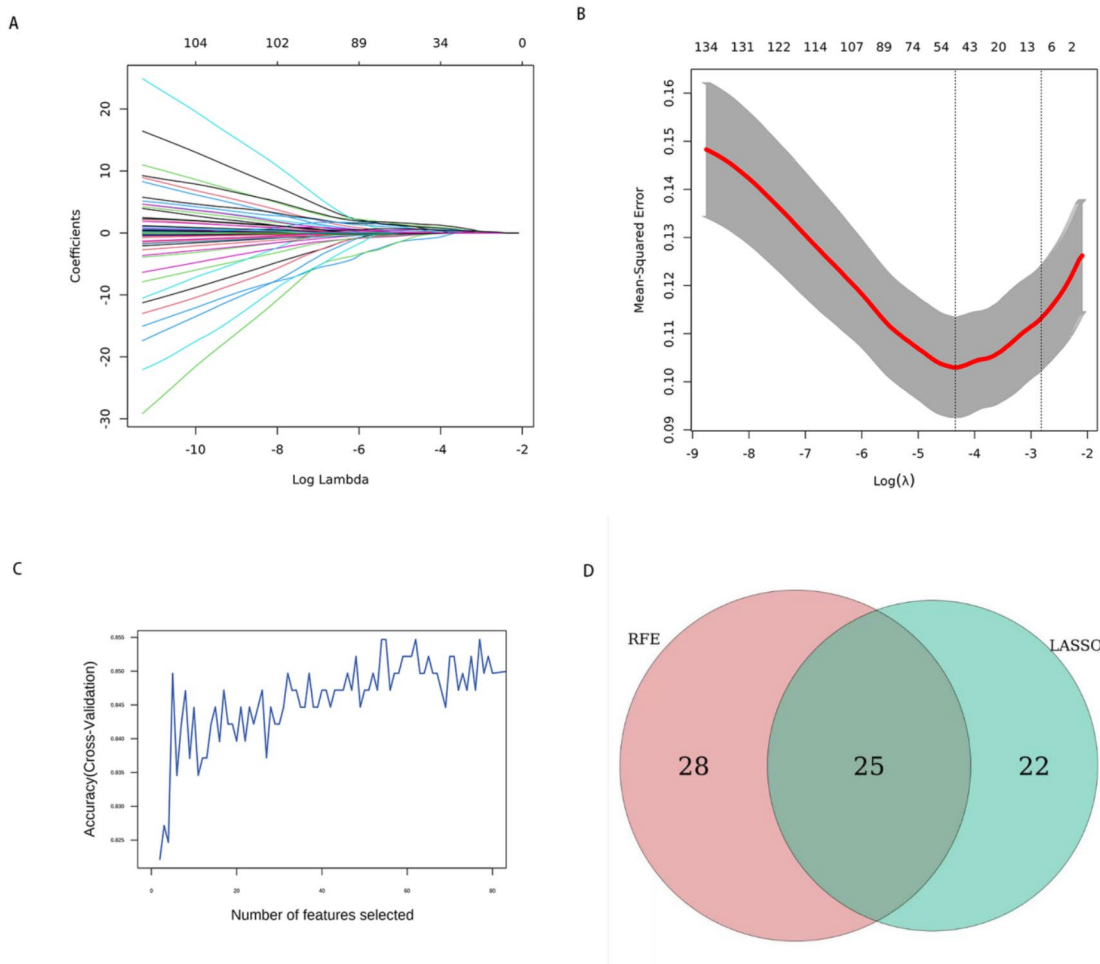 A
104 102 89 34 0
20
10
0
-10
-20
-30
Coefficients
-10 -8 -6 -4 -2
Log Lambda
B
134 131 122 114 107 89 74 54 43 20 13 6 2
0.16
0.15
0.14
0.13
0.12
0.11
0.10
0.09
Mean-Squared Error
-9 -8 -7 -6 -5 -4 -3 -2
Log(λ)
C
0.855
0.850
0.845
0.840
0.835
0.830
0.825
Accuracy(Cross-Validation)
0 20 40 60 80
Number of features selected
D
RFE
LASSO
28 25 22